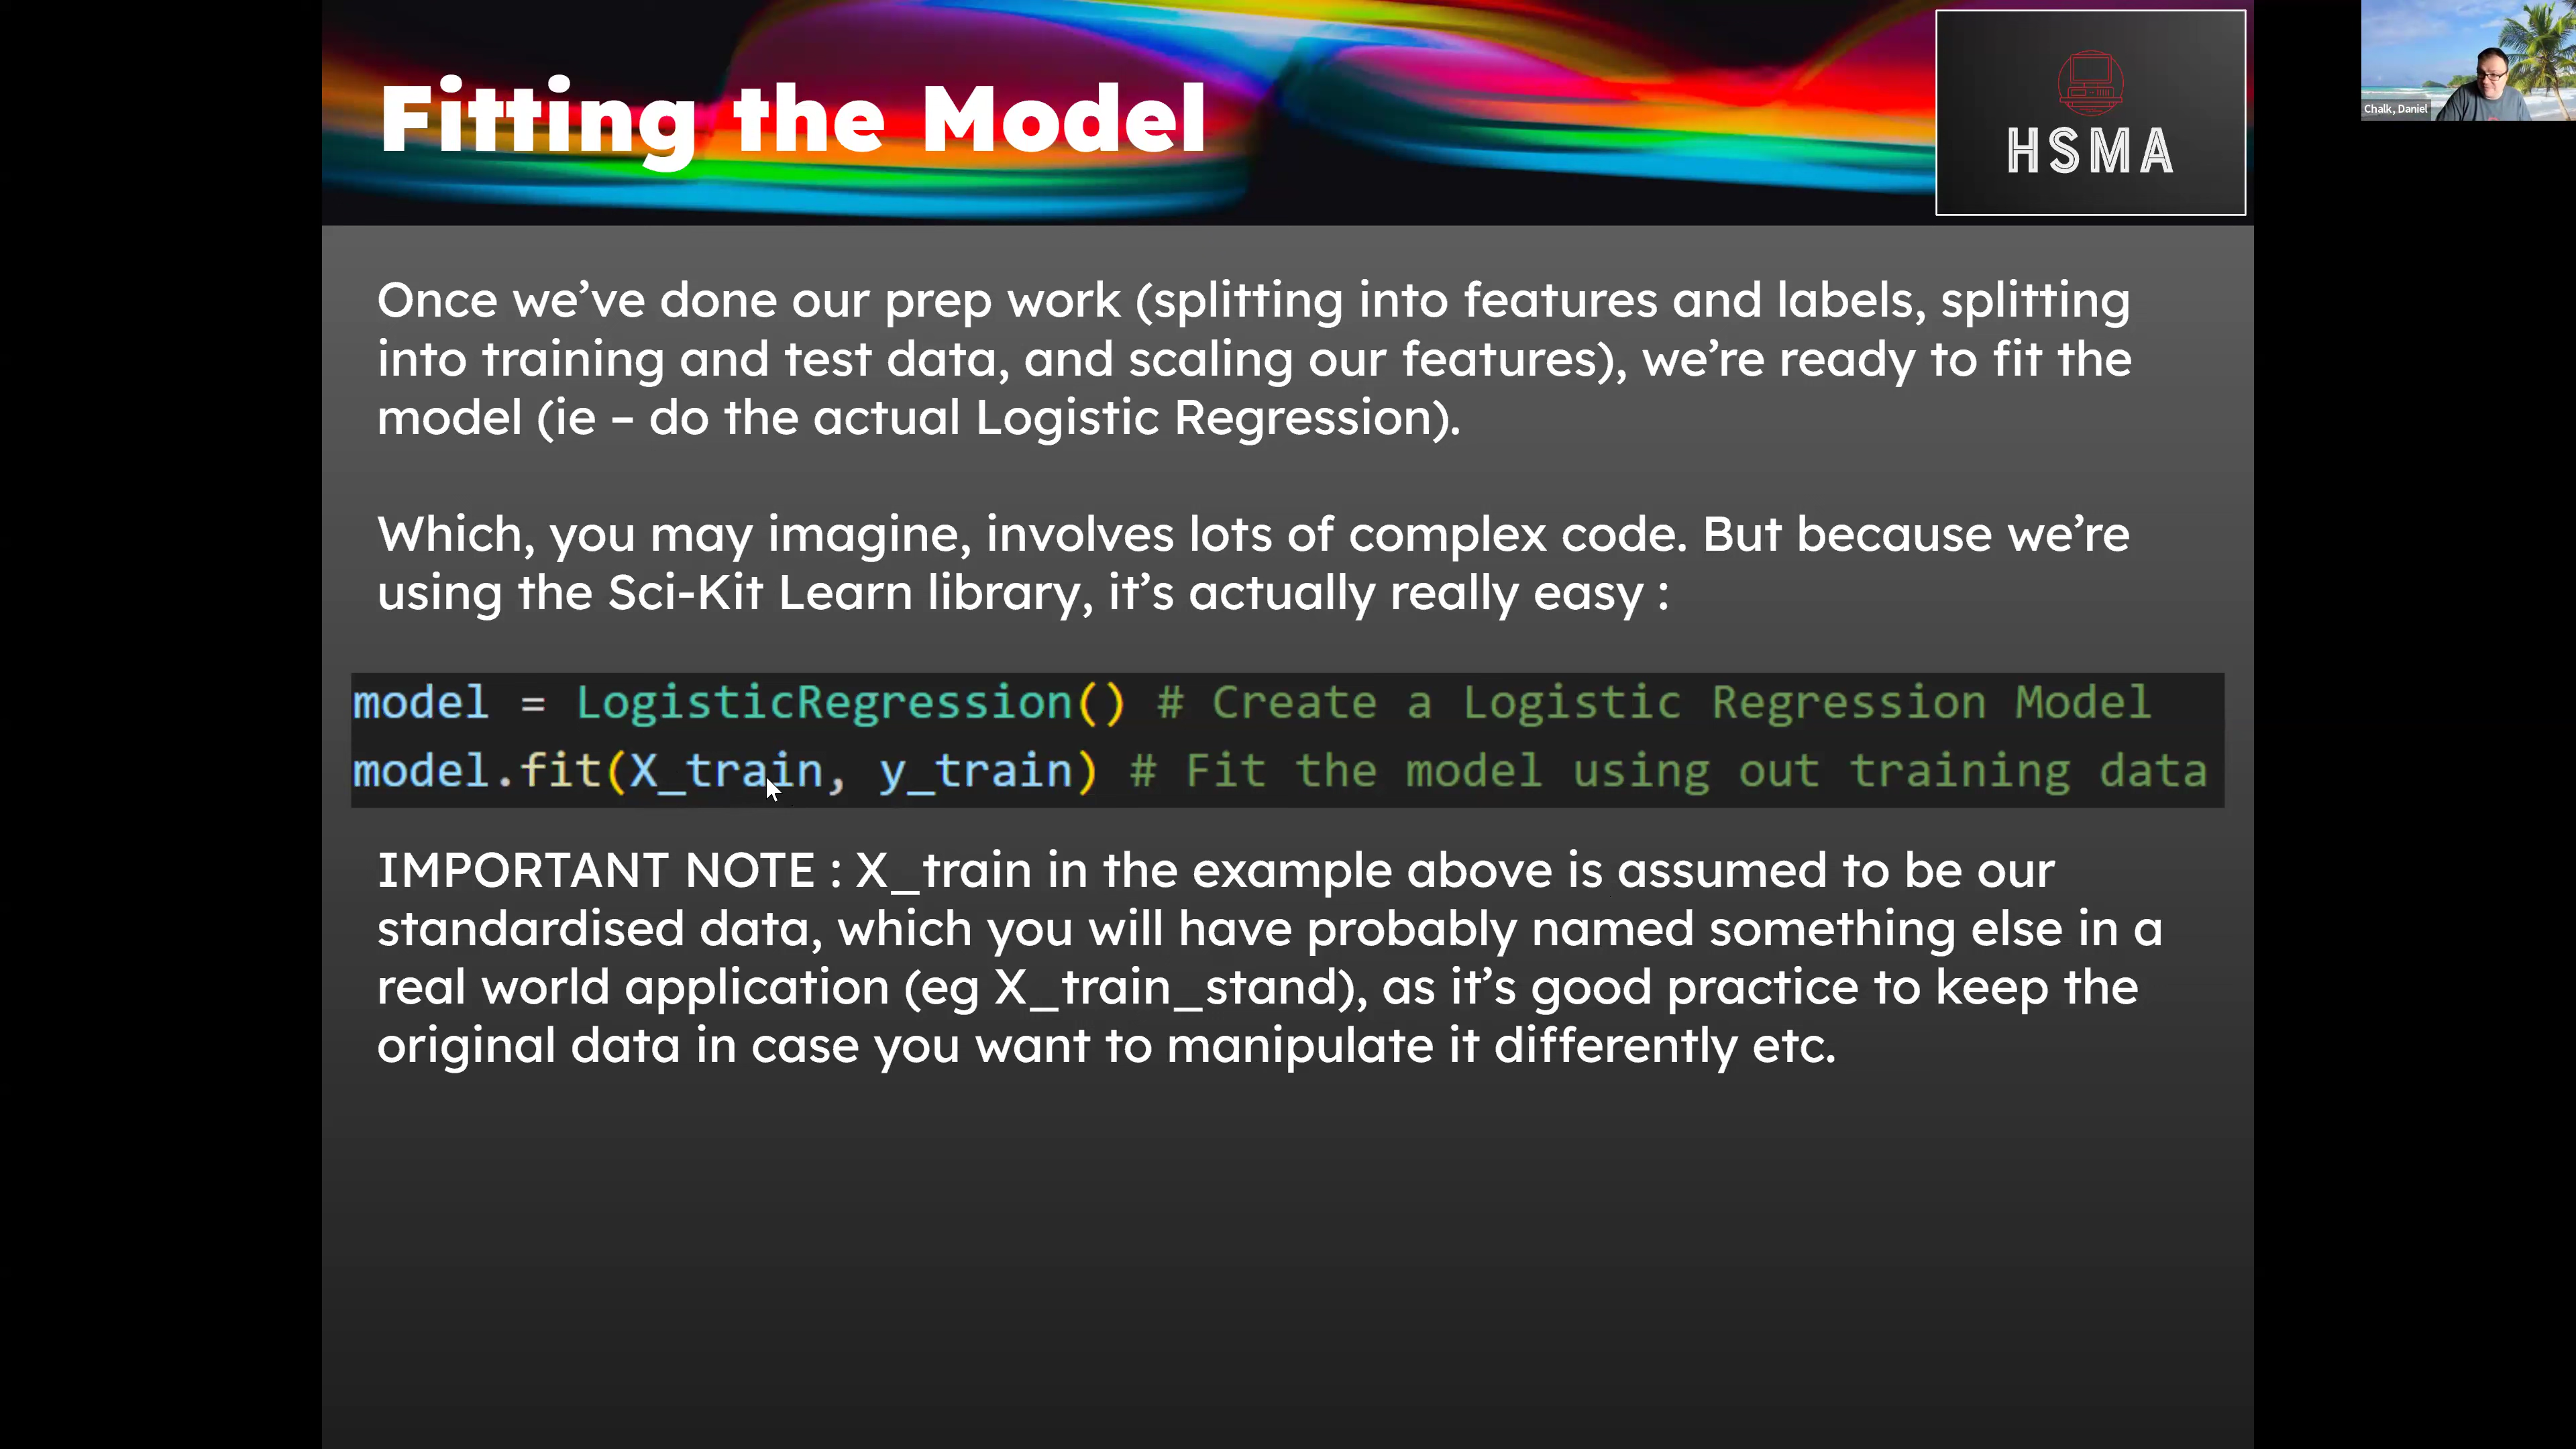 Fitting the Model
HSMA
Chalk, Daniel
Once we’ve done our prep work (splitting into features and labels, splitting
into training and test data, and scaling our features), we’re ready to fit the
model (ie – do the actual Logistic Regression).
Which, you may imagine, involves lots of complex code. But because we’re
using the Sci-Kit Learn library, it’s actually really easy :
model = LogisticRegression() # Create a Logistic Regression Model
model.fit(X_train, y_train) # Fit the model using out training data
IMPORTANT NOTE : X_train in the example above is assumed to be our
standardised data, which you will have probably named something else in a
real world application (eg X_train_stand), as it’s good practice to keep the
original data in case you want to manipulate it differently etc.